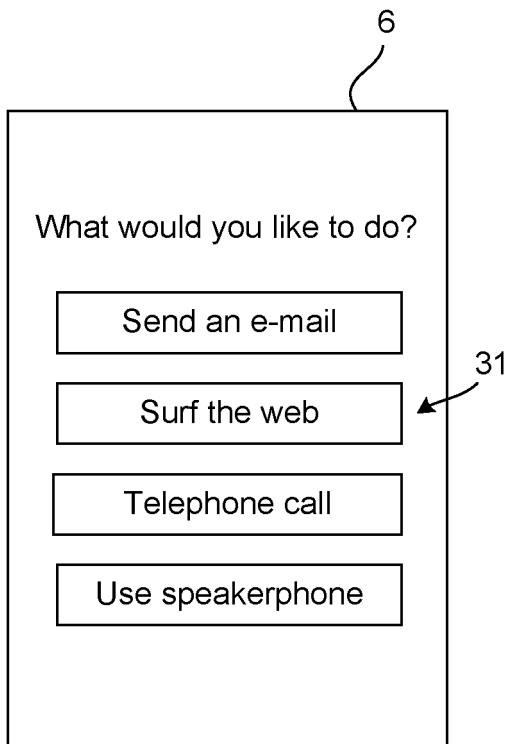 6
What would you like to do?
Send an e-mail
31
Surf the web
Telephone call
Use speakerphone